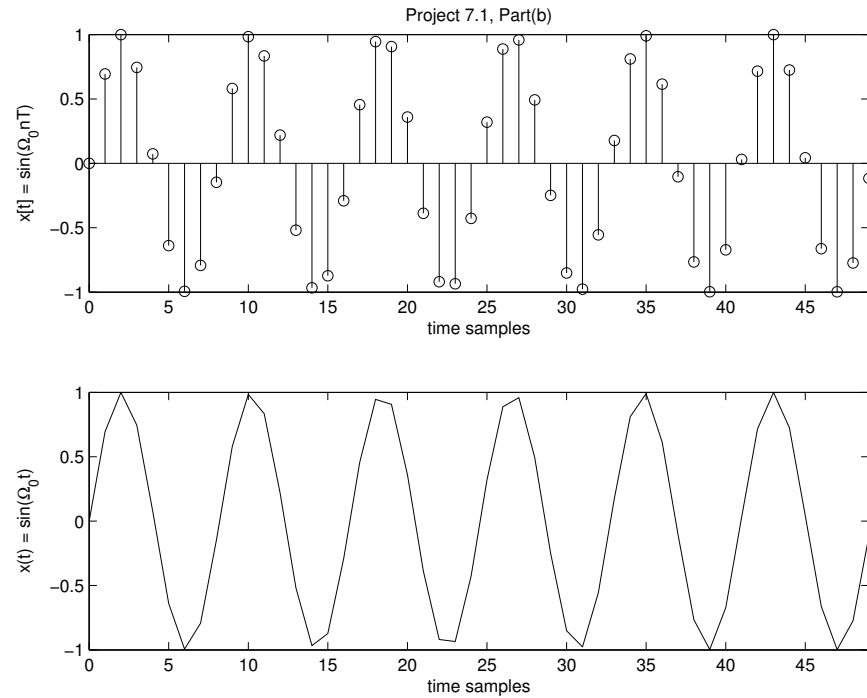 Project 7.1, Part(b)
x[t] = sin(Ω₀nT)
1
0.5
0
−0.5
−1
0 5 10 15 20 25 30 35 40 45
time samples
x(t) = sin(Ω₀t)
1
0.5
0
−0.5
−1
0 5 10 15 20 25 30 35 40 45
time samples